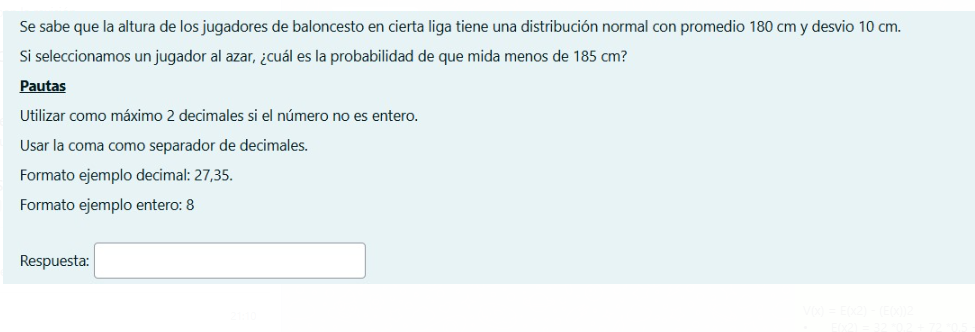 Se sabe que la altura de los jugadores de baloncesto en cierta liga tiene una distribución normal con promedio 180 cm y desvio 10 cm.
Si seleccionamos un jugador al azar, ¿cuál es la probabilidad de que mida menos de 185 cm?
Pautas
Utilizar como máximo 2 decimales si el número no es entero.
Usar la coma como separador de decimales.
Formato ejemplo decimal: 27,35.
Formato ejemplo entero: 8
Respuesta: